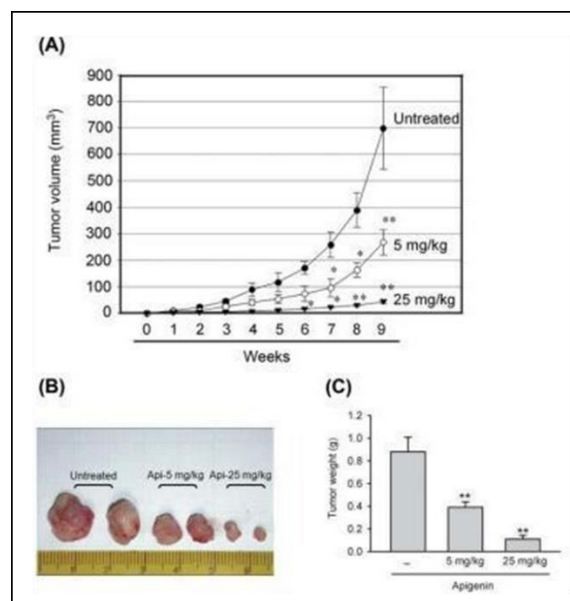 (A)
Tumor volume (mm³)
900
800
700
600
500
400
300
200
100
0
Untreated
**
5 mg/kg
*
*
**
25 mg/kg
*
*
**
0 1 2 3 4 5 6 7 8 9
Weeks
(B)
Untreated
Api-5 mg/kg
Api-25 mg/kg
(C)
Tumor weight (g)
1.2
1.0
0.8
0.6
0.4
0.2
0.0
**
**
– 5 mg/kg 25 mg/kg
Apigenin